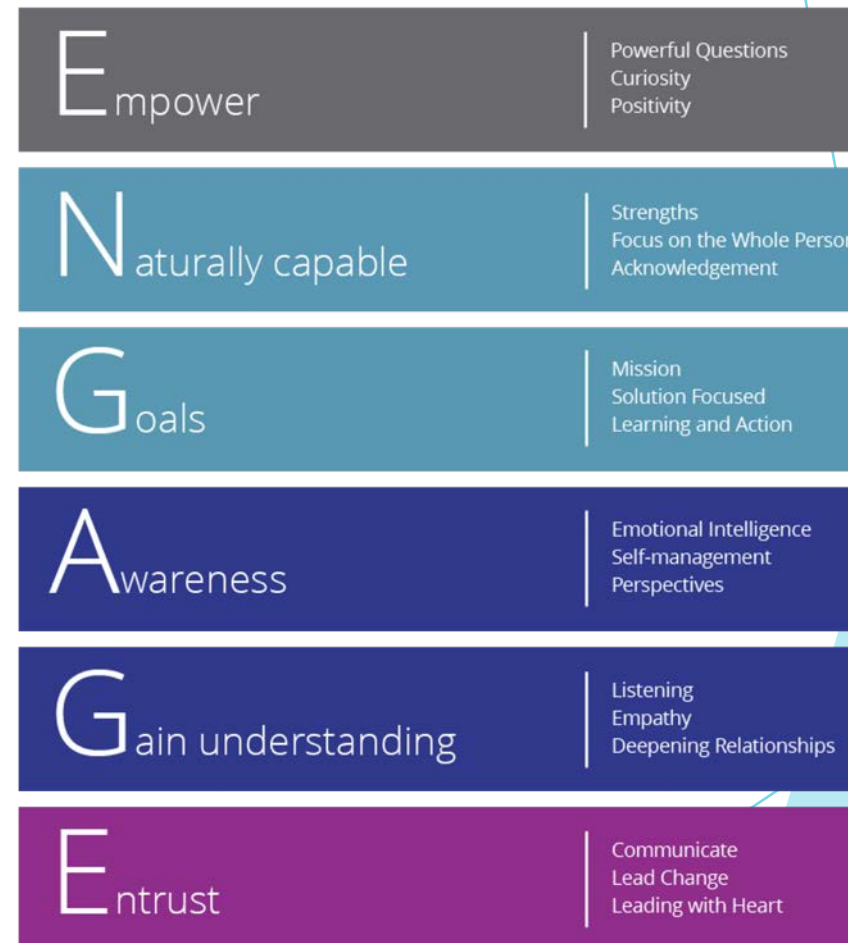 Empower
Powerful Questions
Curiosity
Positivity
Naturally capable
Strengths
Focus on the Whole Person
Acknowledgement
Goals
Mission
Solution Focused
Learning and Action
Awareness
Emotional Intelligence
Self-management
Perspectives
Gain understanding
Listening
Empathy
Deepening Relationships
Entrust
Communicate
Lead Change
Leading with Heart